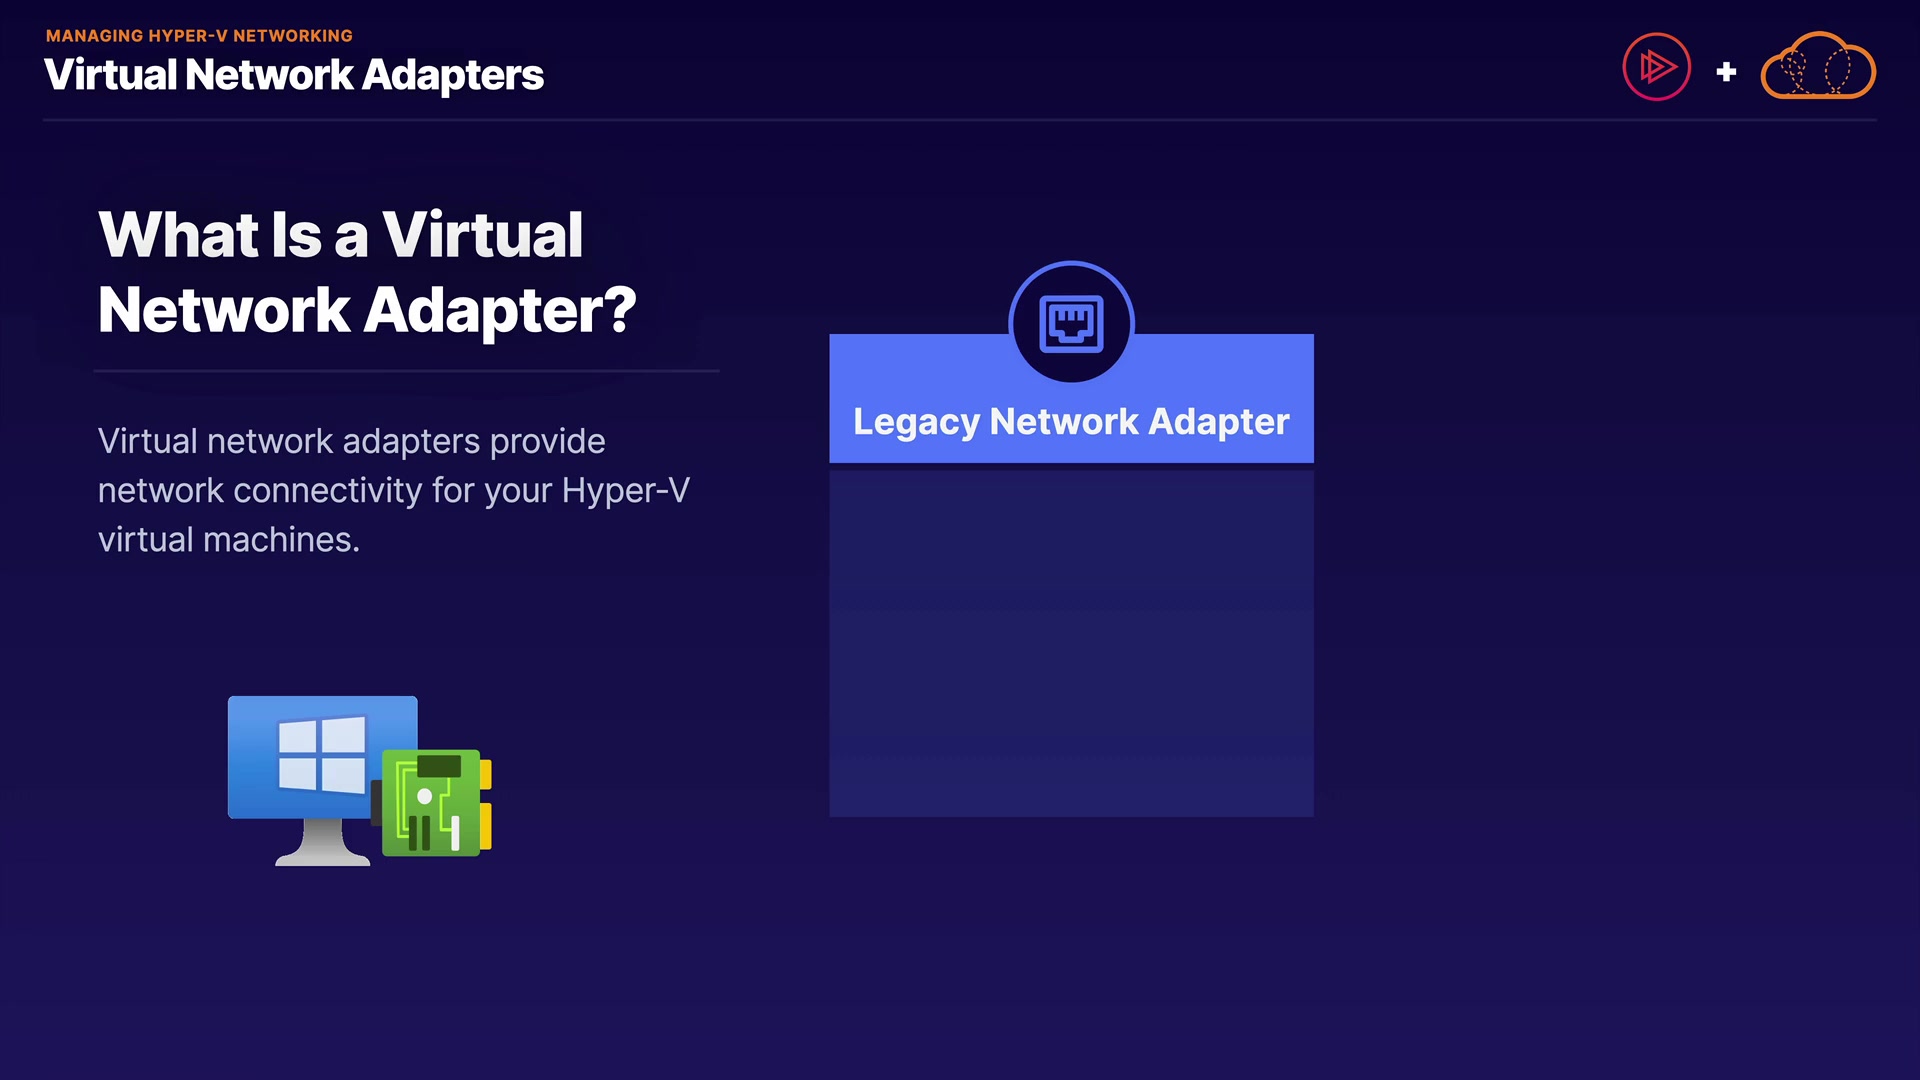 MANAGING HYPER-V NETWORKING
Virtual Network Adapters
What Is a Virtual
Network Adapter?
Virtual network adapters provide
network connectivity for your Hyper-V
virtual machines.
Legacy Network Adapter